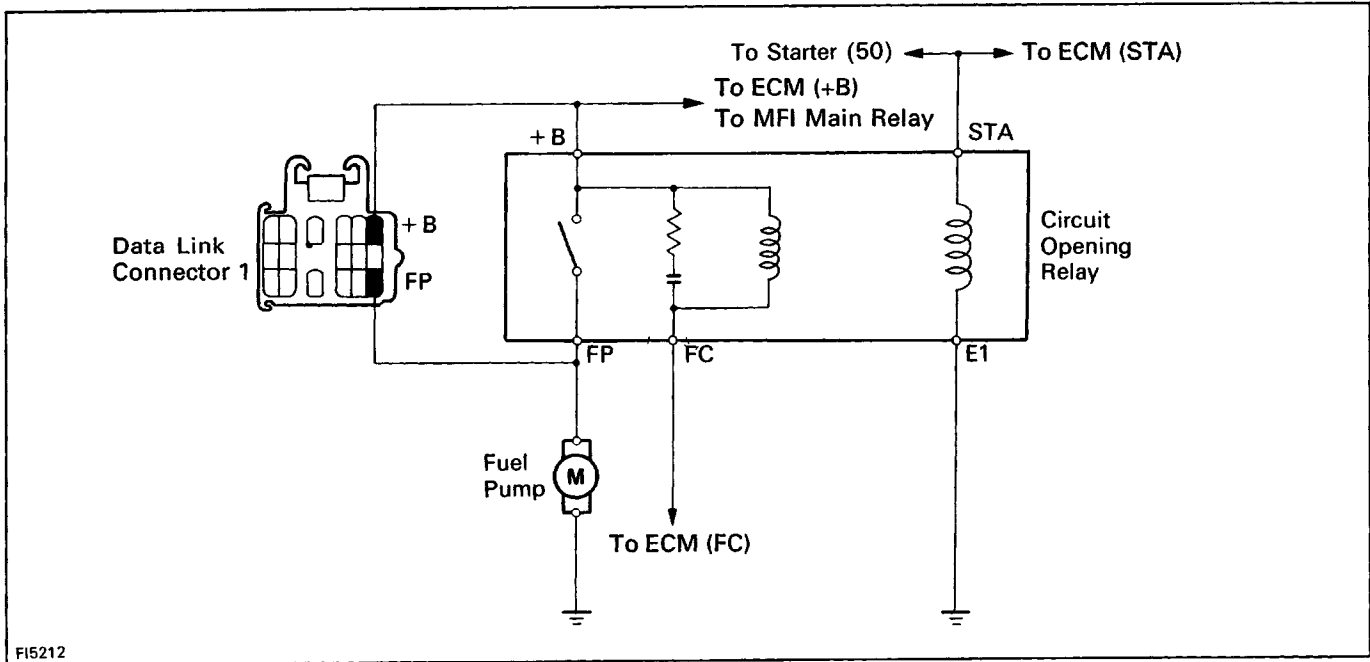 To Starter (50)
To ECM (STA)
To ECM (+B)
To MFI Main Relay
+B
STA
Data Link
Connector 1
+B
FP
Circuit
Opening
Relay
FP
FC
E1
Fuel
Pump
M
To ECM (FC)
FI5212